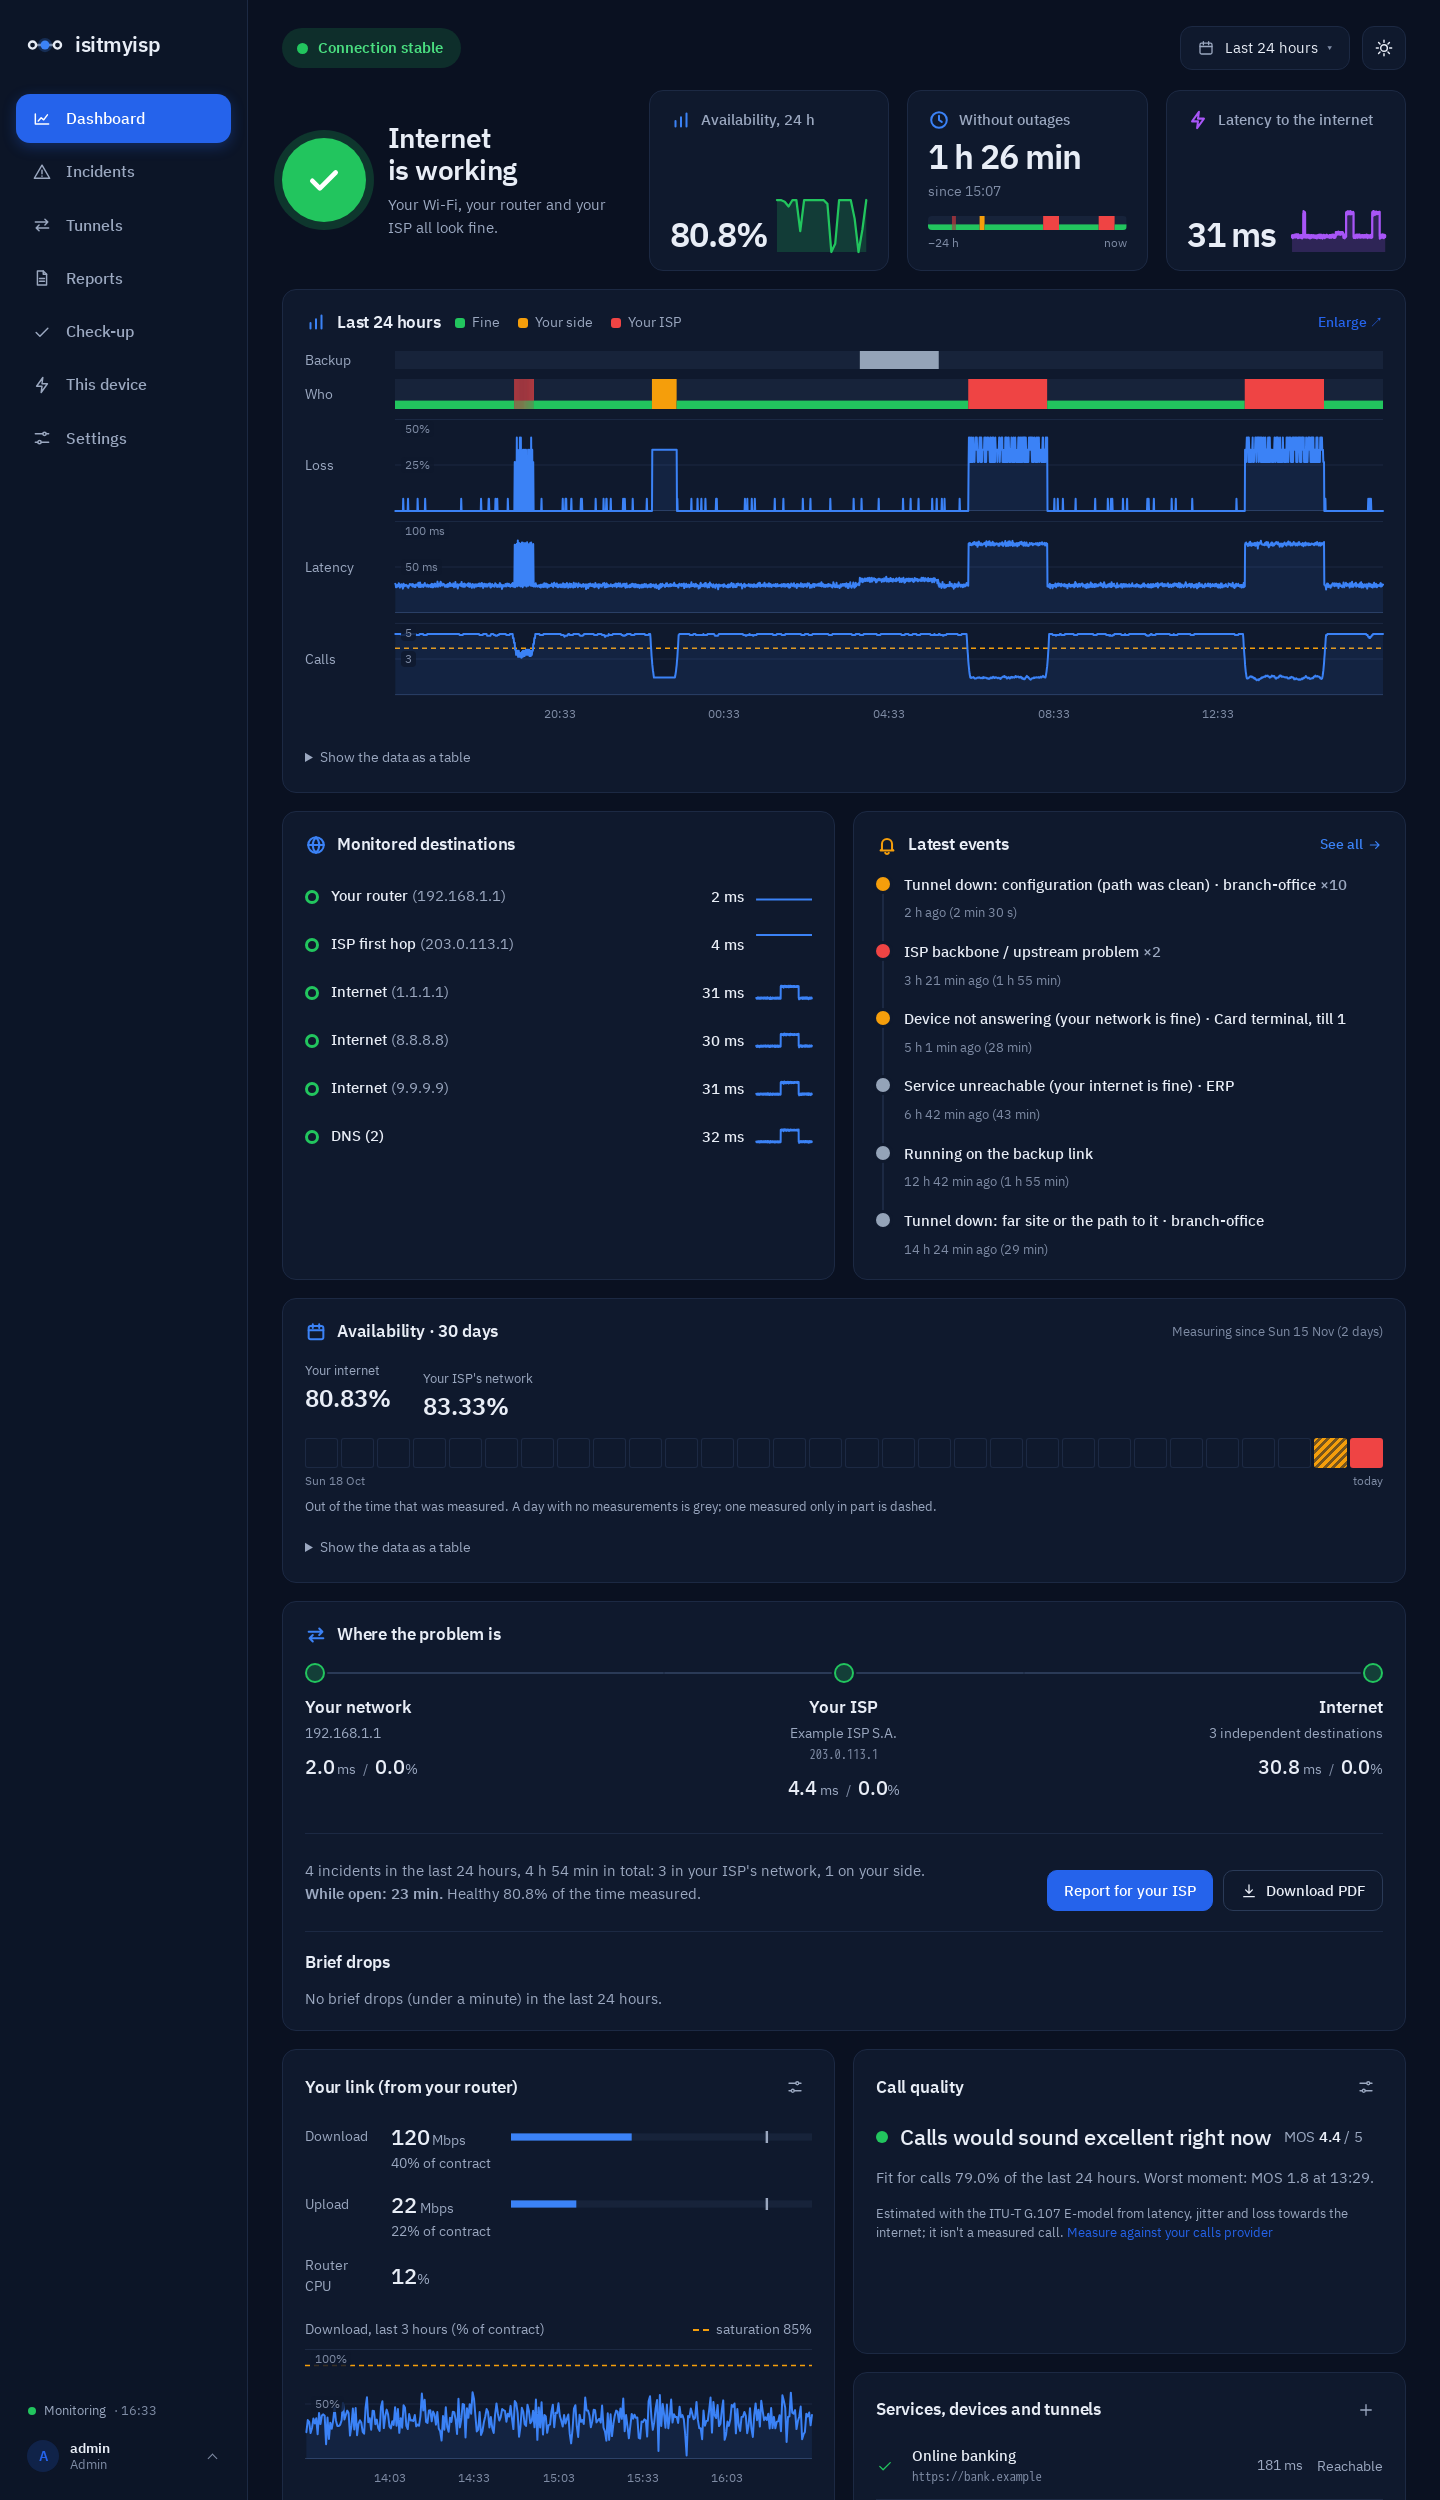 isitmyisp
Dashboard
Incidents
Tunnels
Reports
Check-up
This device
Settings
Monitoring · 16:33
A
admin
Admin
Connection stable
Last 24 hours
Internet
is working
Your Wi-Fi, your router and your
ISP all look fine.
Availability, 24 h
80.8%
Without outages
1 h 26 min
since 15:07
−24 h now
Latency to the internet
31 ms
Last 24 hours Fine Your side Your ISP Enlarge ↗
Backup
Who
50%
Loss 25%
100 ms
Latency 50 ms
5
Calls 3
20:33 00:33 04:33 08:33 12:33
Show the data as a table
Monitored destinations
Your router (192.168.1.1) 2 ms
ISP first hop (203.0.113.1) 4 ms
Internet (1.1.1.1) 31 ms
Internet (8.8.8.8) 30 ms
Internet (9.9.9.9) 31 ms
DNS (2) 32 ms
Latest events See all →
Tunnel down: configuration (path was clean) · branch-office ×10
2 h ago (2 min 30 s)
ISP backbone / upstream problem ×2
3 h 21 min ago (1 h 55 min)
Device not answering (your network is fine) · Card terminal, till 1
5 h 1 min ago (28 min)
Service unreachable (your internet is fine) · ERP
6 h 42 min ago (43 min)
Running on the backup link
12 h 42 min ago (1 h 55 min)
Tunnel down: far site or the path to it · branch-office
14 h 24 min ago (29 min)
Availability · 30 days Measuring since Sun 15 Nov (2 days)
Your internet
80.83%
Your ISP's network
83.33%
Sun 18 Oct today
Out of the time that was measured. A day with no measurements is grey; one measured only in part is dashed.
Show the data as a table
Where the problem is
Your network
192.168.1.1
2.0 ms / 0.0%
Your ISP
Example ISP S.A.
203.0.113.1
4.4 ms / 0.0%
Internet
3 independent destinations
30.8 ms / 0.0%
4 incidents in the last 24 hours, 4 h 54 min in total: 3 in your ISP's network, 1 on your side.
While open: 23 min. Healthy 80.8% of the time measured.
Report for your ISP Download PDF
Brief drops
No brief drops (under a minute) in the last 24 hours.
Your link (from your router)
Download 120 Mbps
40% of contract
Upload 22 Mbps
22% of contract
Router
CPU
12%
Download, last 3 hours (% of contract) saturation 85%
100%
50%
14:03 14:33 15:03 15:33 16:03
Call quality
Calls would sound excellent right now MOS 4.4 / 5
Fit for calls 79.0% of the last 24 hours. Worst moment: MOS 1.8 at 13:29.
Estimated with the ITU-T G.107 E-model from latency, jitter and loss towards the
internet; it isn't a measured call. Measure against your calls provider
Services, devices and tunnels
Online banking
https://bank.example
181 ms Reachable